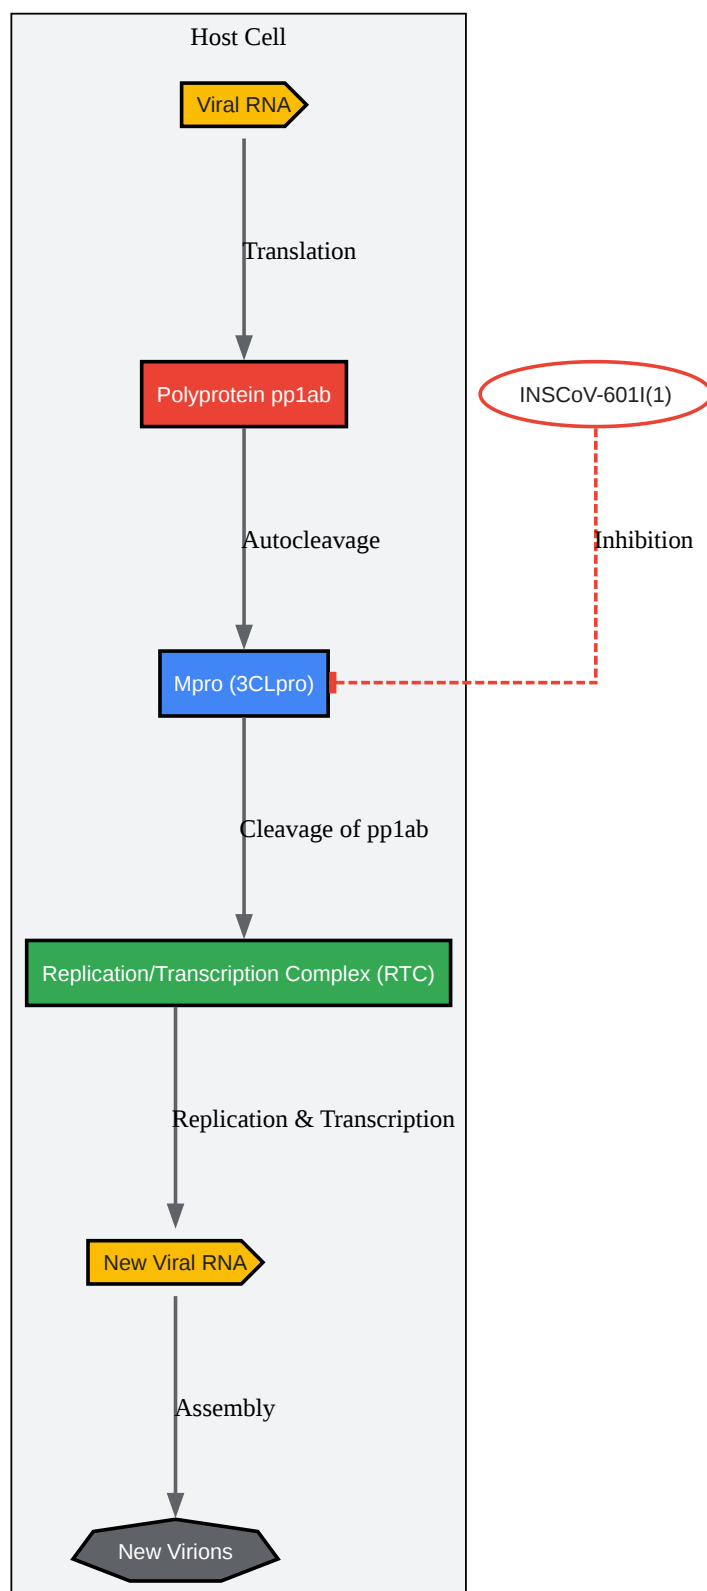 Host Cell
Viral RNA
Translation
Polyprotein pp1ab
INSCoV-601I(1)
Autocleavage
Inhibition
Mpro (3CLpro)
Cleavage of pp1ab
Replication/Transcription Complex (RTC)
Replication & Transcription
New Viral RNA
Assembly
New Virions